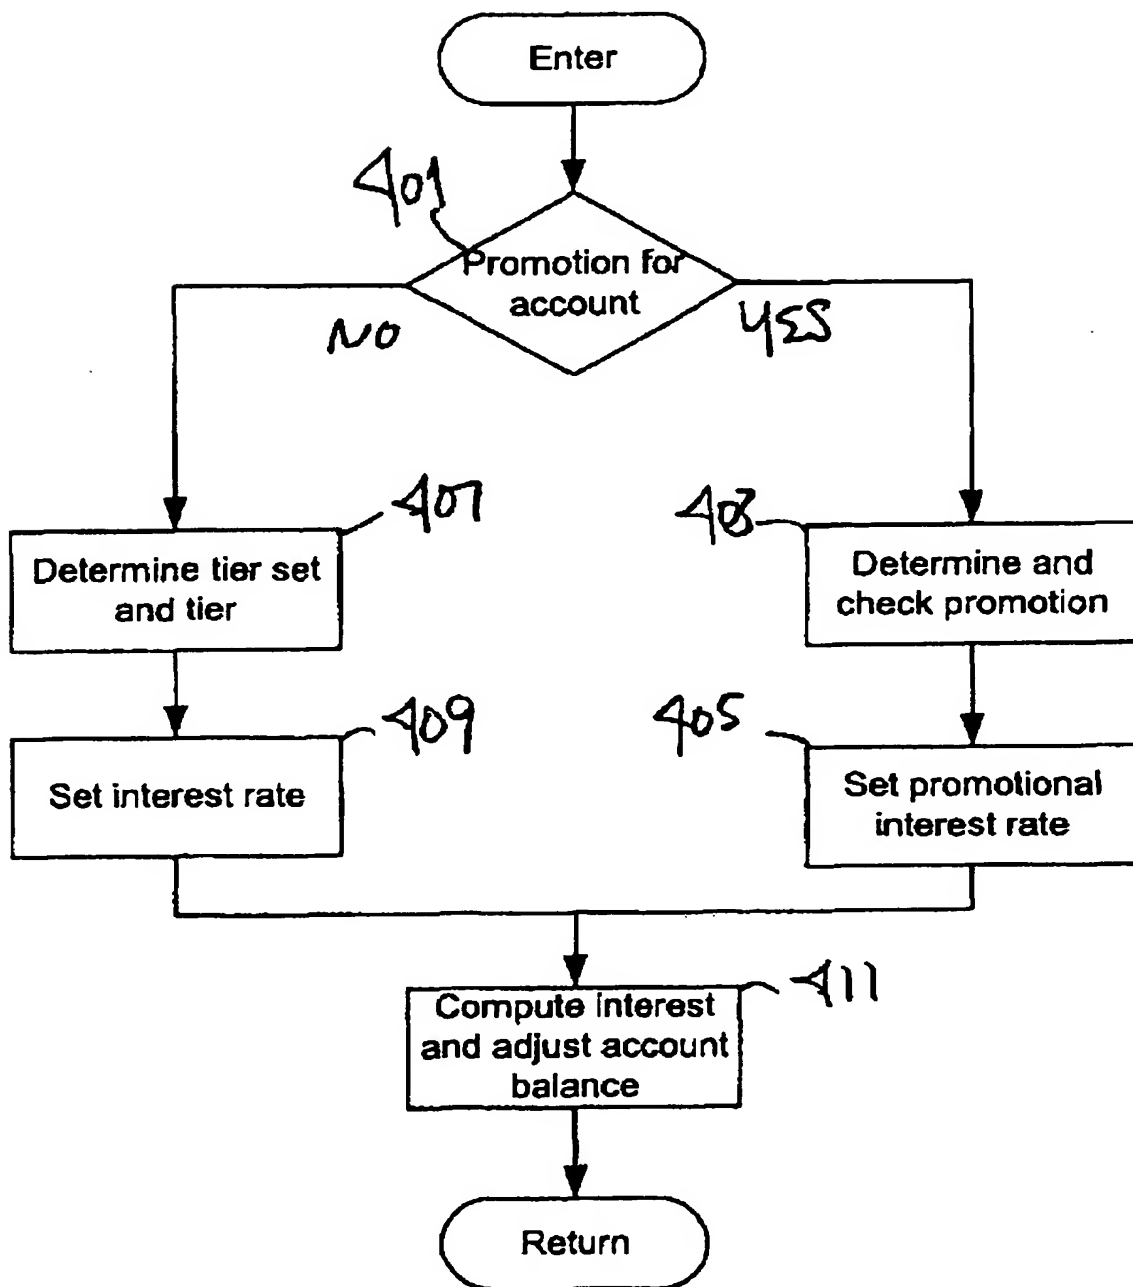 Enter
401
Promotion for
account
NO
YES
407
403
Determine tier set
and tier
Determine and
check promotion
409
405
Set interest rate
Set promotional
interest rate
411
Compute interest
and adjust account
balance
Return